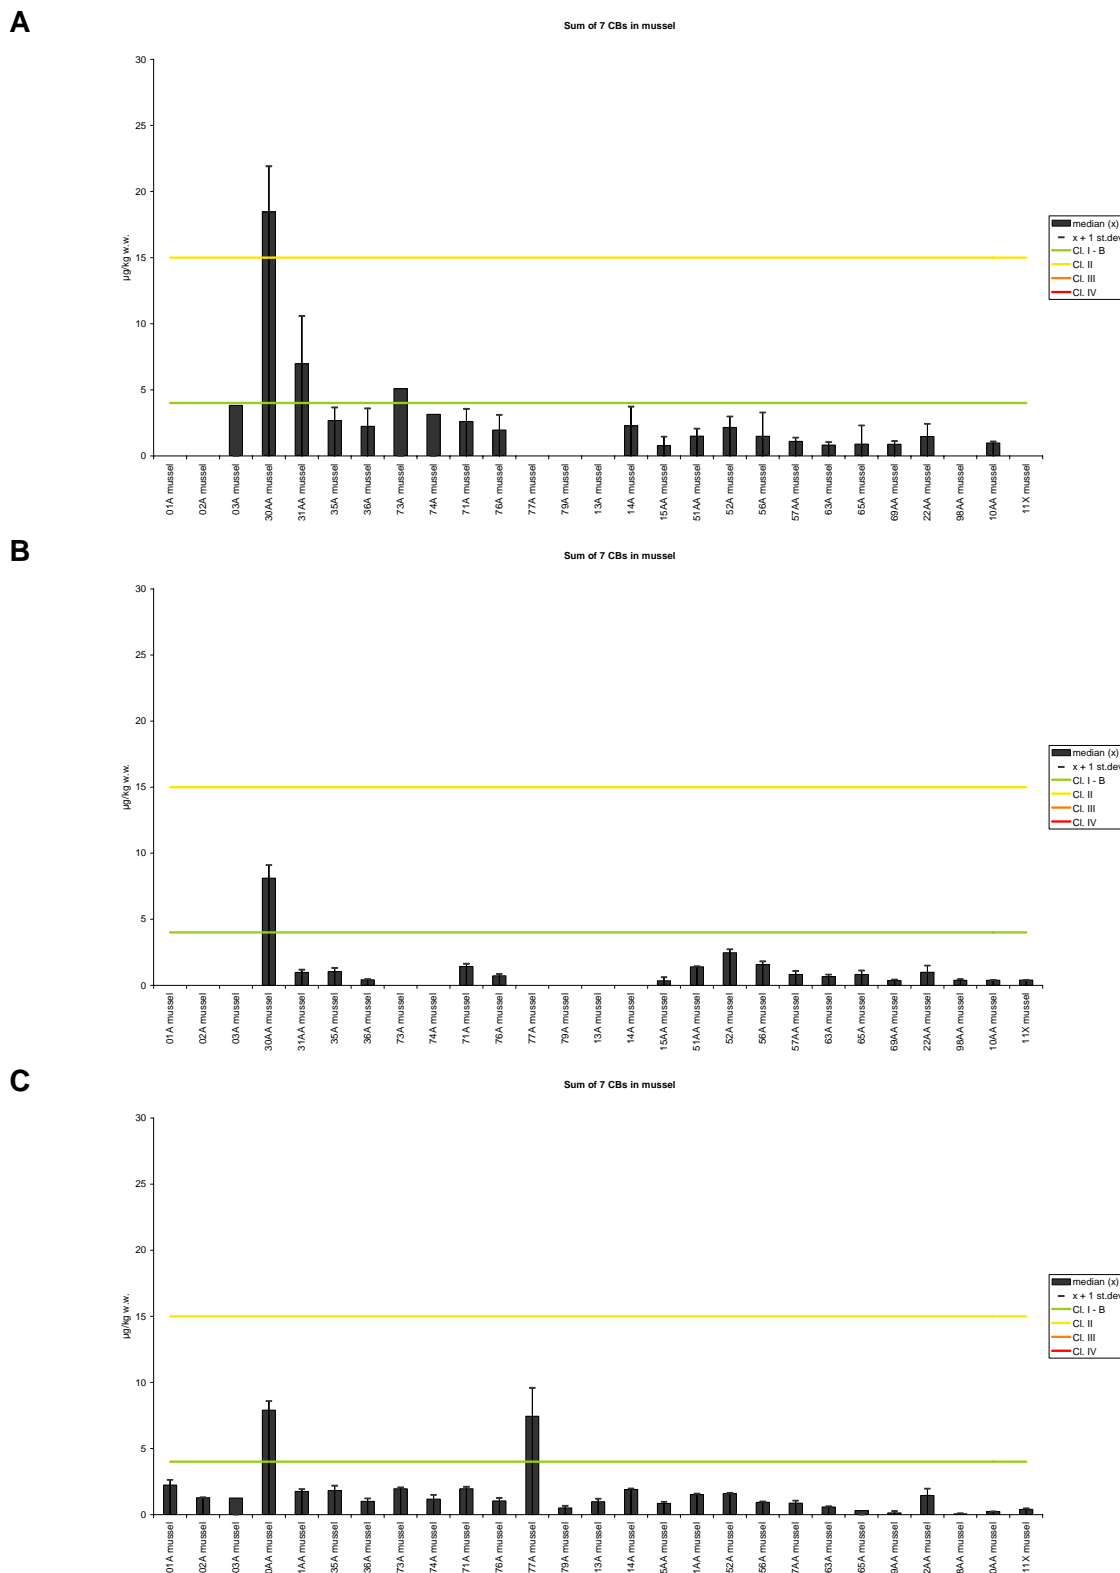 A
Sum of 7 CBs in mussel
30
25
20
15
10
5
0
µg/kg w.w.
median (x)
x + 1 st.dev
Cl. I - B
Cl. II
Cl. III
Cl. IV
01A mussel
02A mussel
03A mussel
30AA mussel
31AA mussel
35A mussel
36A mussel
73A mussel
74A mussel
71A mussel
76A mussel
77A mussel
79A mussel
13A mussel
14A mussel
15AA mussel
51AA mussel
52A mussel
56A mussel
57AA mussel
63A mussel
65A mussel
69AA mussel
22AA mussel
98AA mussel
10AA mussel
11X mussel
B
Sum of 7 CBs in mussel
30
25
20
15
10
5
0
µg/kg w.w.
median (x)
x + 1 st.dev
Cl. I - B
Cl. II
Cl. III
Cl. IV
01A mussel
02A mussel
03A mussel
30AA mussel
31AA mussel
35A mussel
36A mussel
73A mussel
74A mussel
71A mussel
76A mussel
77A mussel
79A mussel
13A mussel
14A mussel
15AA mussel
51AA mussel
52A mussel
56A mussel
57AA mussel
63A mussel
65A mussel
69AA mussel
22AA mussel
98AA mussel
10AA mussel
11X mussel
C
Sum of 7 CBs in mussel
30
25
20
15
10
5
0
µg/kg w.w.
median (x)
x + 1 st.dev
Cl. I - B
Cl. II
Cl. III
Cl. IV
01A mussel
02A mussel
03A mussel
0AA mussel
1AA mussel
35A mussel
36A mussel
73A mussel
74A mussel
71A mussel
76A mussel
77A mussel
79A mussel
13A mussel
14A mussel
5AA mussel
1AA mussel
52A mussel
56A mussel
7AA mussel
63A mussel
65A mussel
9AA mussel
2AA mussel
8AA mussel
0AA mussel
11X mussel